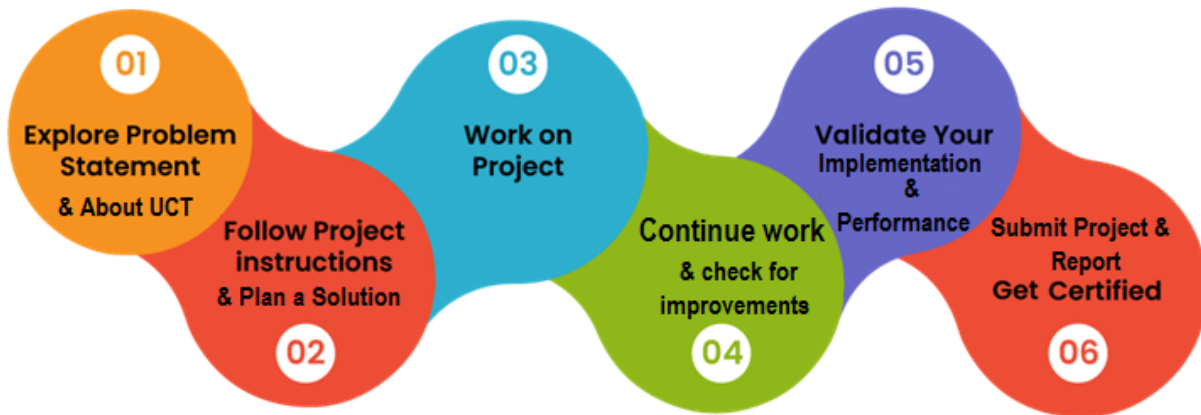 01
Explore Problem
Statement
& About UCT
Follow Project
instructions
& Plan a Solution
02
03
Work on
Project
Continue work
& check for
improvements
04
05
Validate Your
Implementation
&
Performance
Submit Project &
Report
Get Certified
06